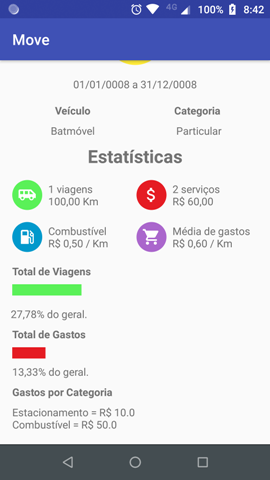 4G 100% 8:42
Move
01/01/0008 a 31/12/0008
Veículo Categoria
Batmóvel Particular
Estatísticas
1 viagens 2 serviços
100,00 Km R$ 60,00
Combustível Média de gastos
R$ 0,50 / Km R$ 0,60 / Km
Total de Viagens
27,78% do geral.
Total de Gastos
13,33% do geral.
Gastos por Categoria
Estacionamento = R$ 10.0
Combustível = R$ 50.0